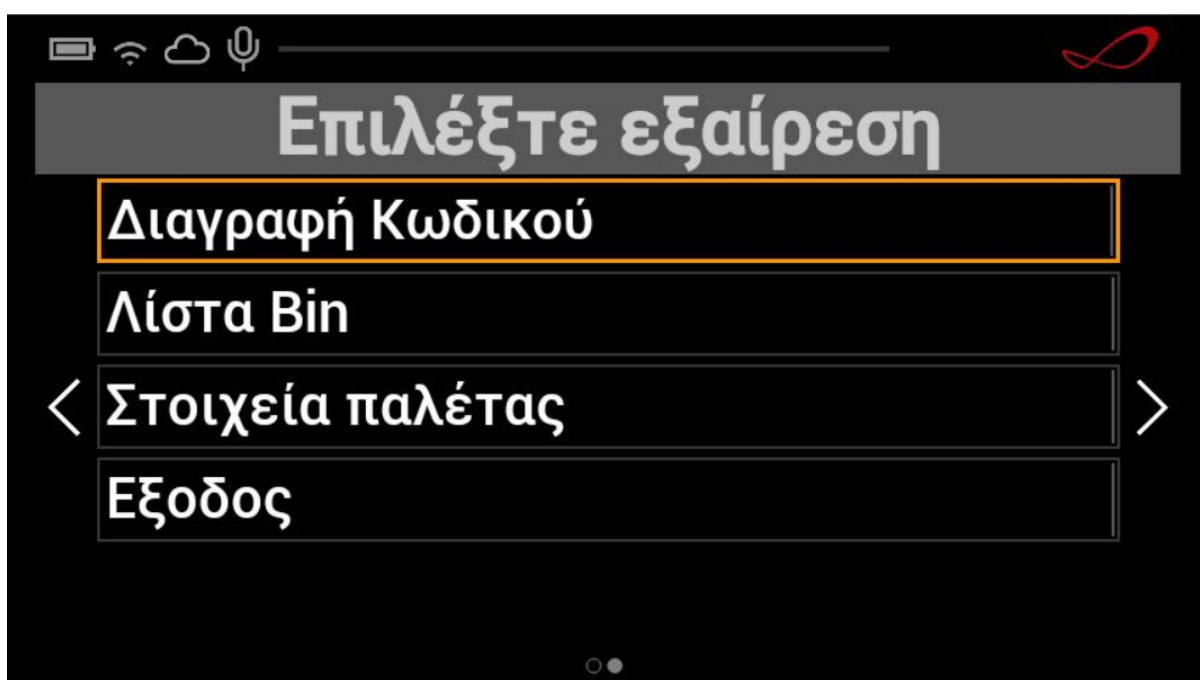 Επιλέξτε εξαίρεση
Διαγραφή Κωδικού
Λίστα Bin
Στοιχεία παλέτας
Εξοδος